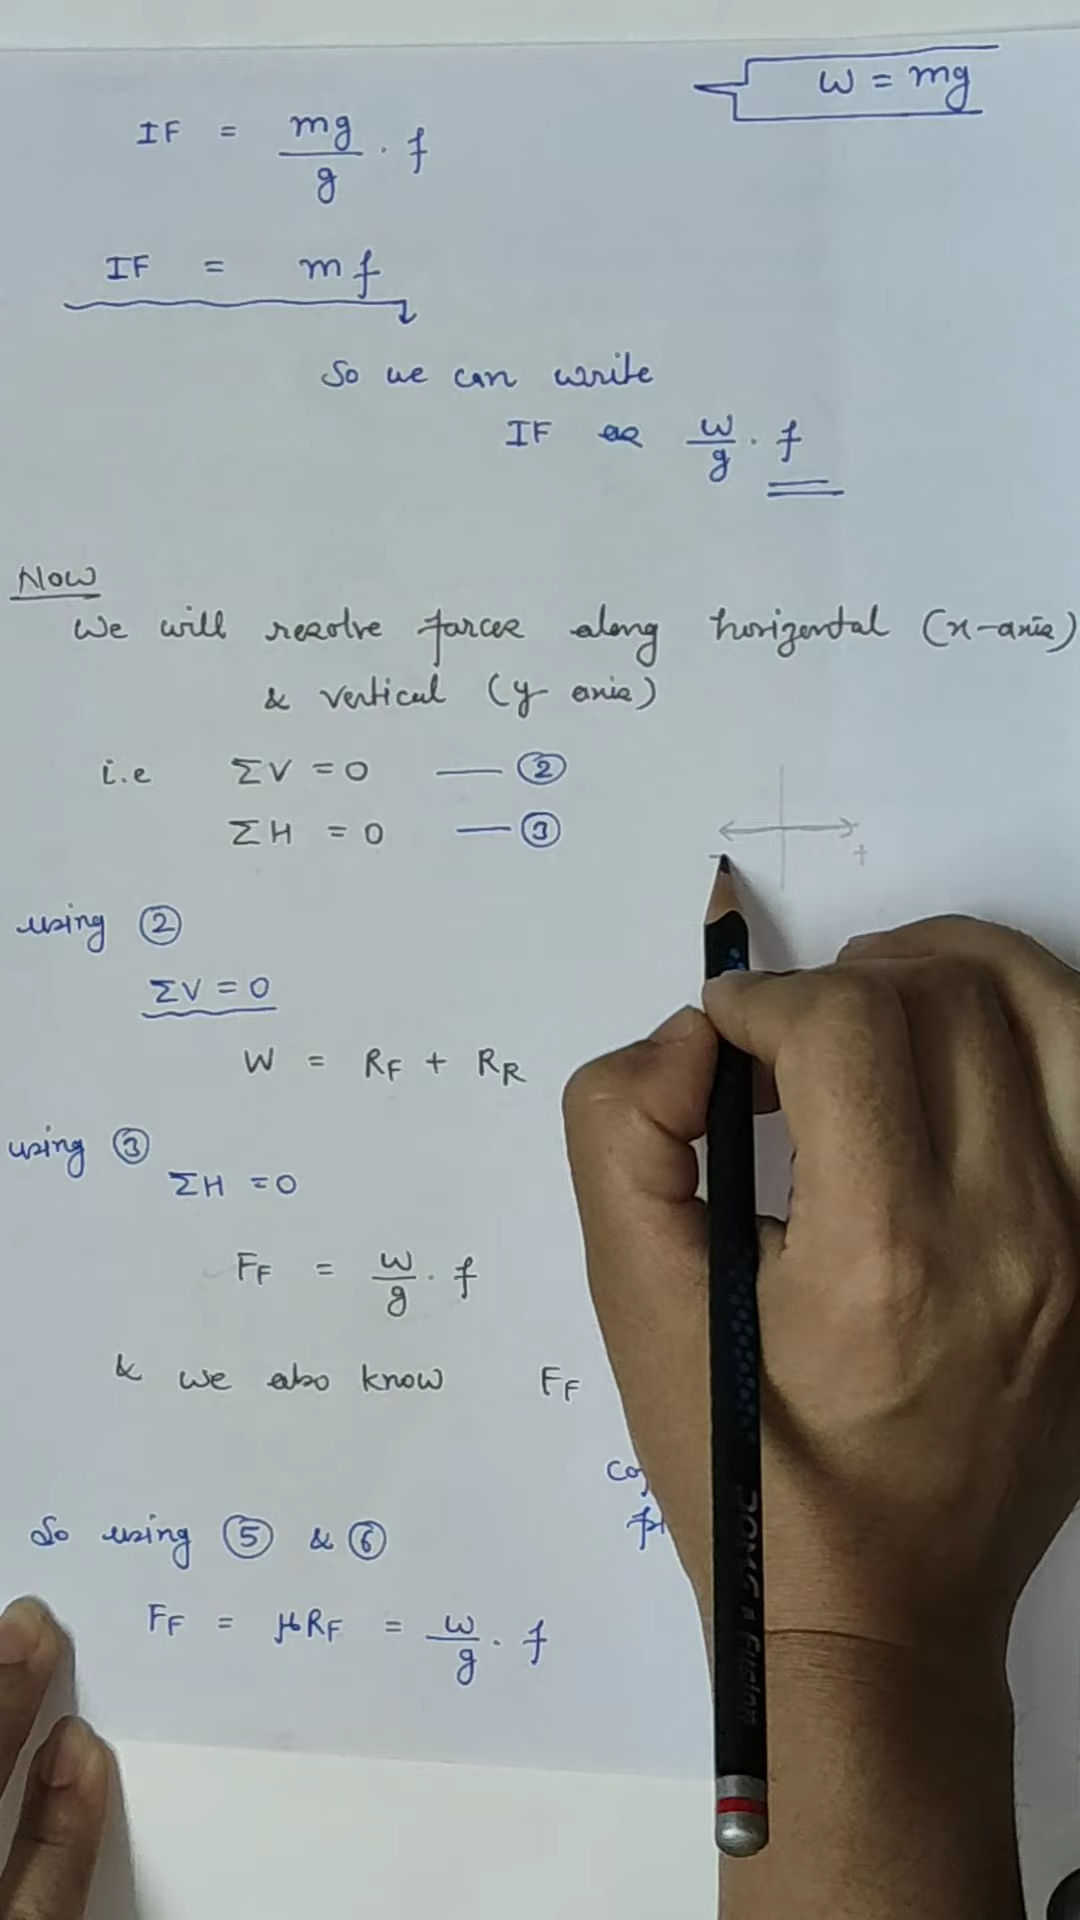 W = mg
IF = mg/g . f
IF = mf
So we can write
IF as w/g . f
Now
We will resolve forces along horizontal (x-axis)
& vertical (y axis)
i.e ΣV = 0 — ②
ΣH = 0 — ③
- +
using ②
ΣV = 0
W = RF + RR
using ③
ΣH = 0
FF = w/g . f
& we also know FF
So using ⑤ & ⑥
FF = μRF = w/g . f
DOMS Fusion